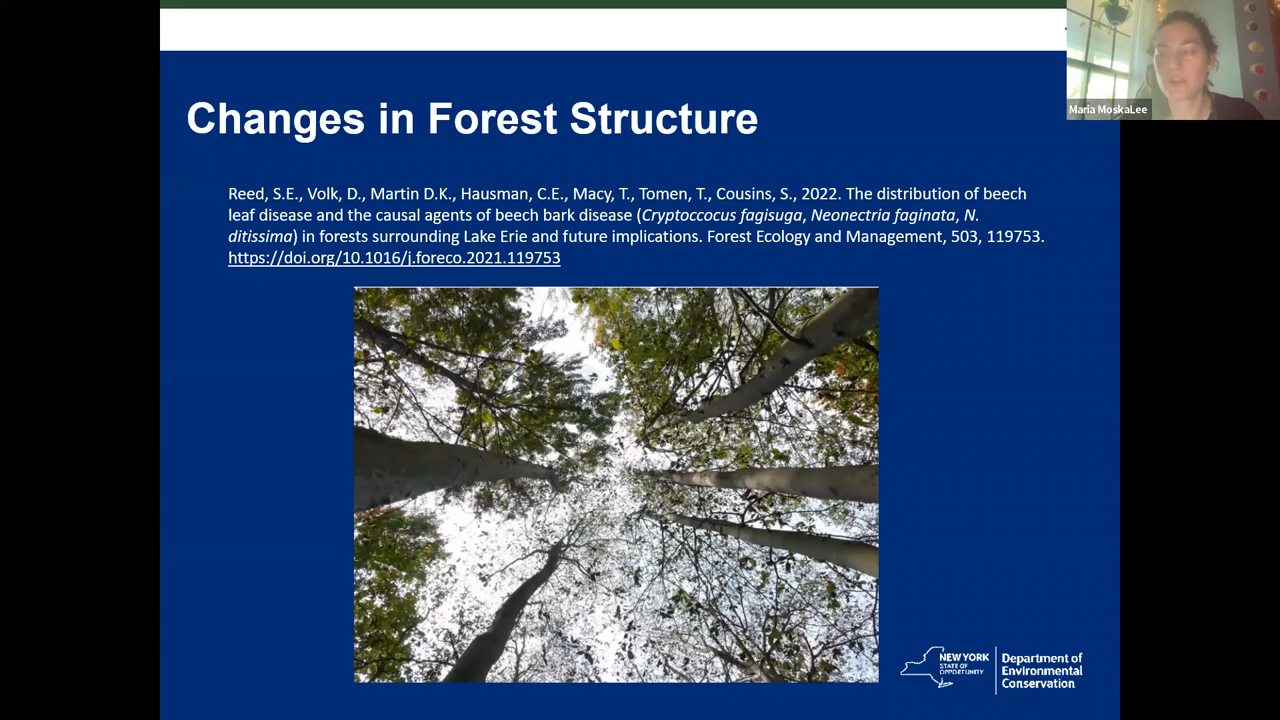 Maria MoskaLee
Changes in Forest Structure
Reed, S.E., Volk, D., Martin D.K., Hausman, C.E., Macy, T., Tomen, T., Cousins, S., 2022. The distribution of beech
leaf disease and the causal agents of beech bark disease (Cryptoccocus fagisuga, Neonectria faginata, N.
ditissima) in forests surrounding Lake Erie and future implications. Forest Ecology and Management, 503, 119753.
https://doi.org/10.1016/j.foreco.2021.119753
NEW YORK
STATE OF
OPPORTUNITY
Department of
Environmental
Conservation